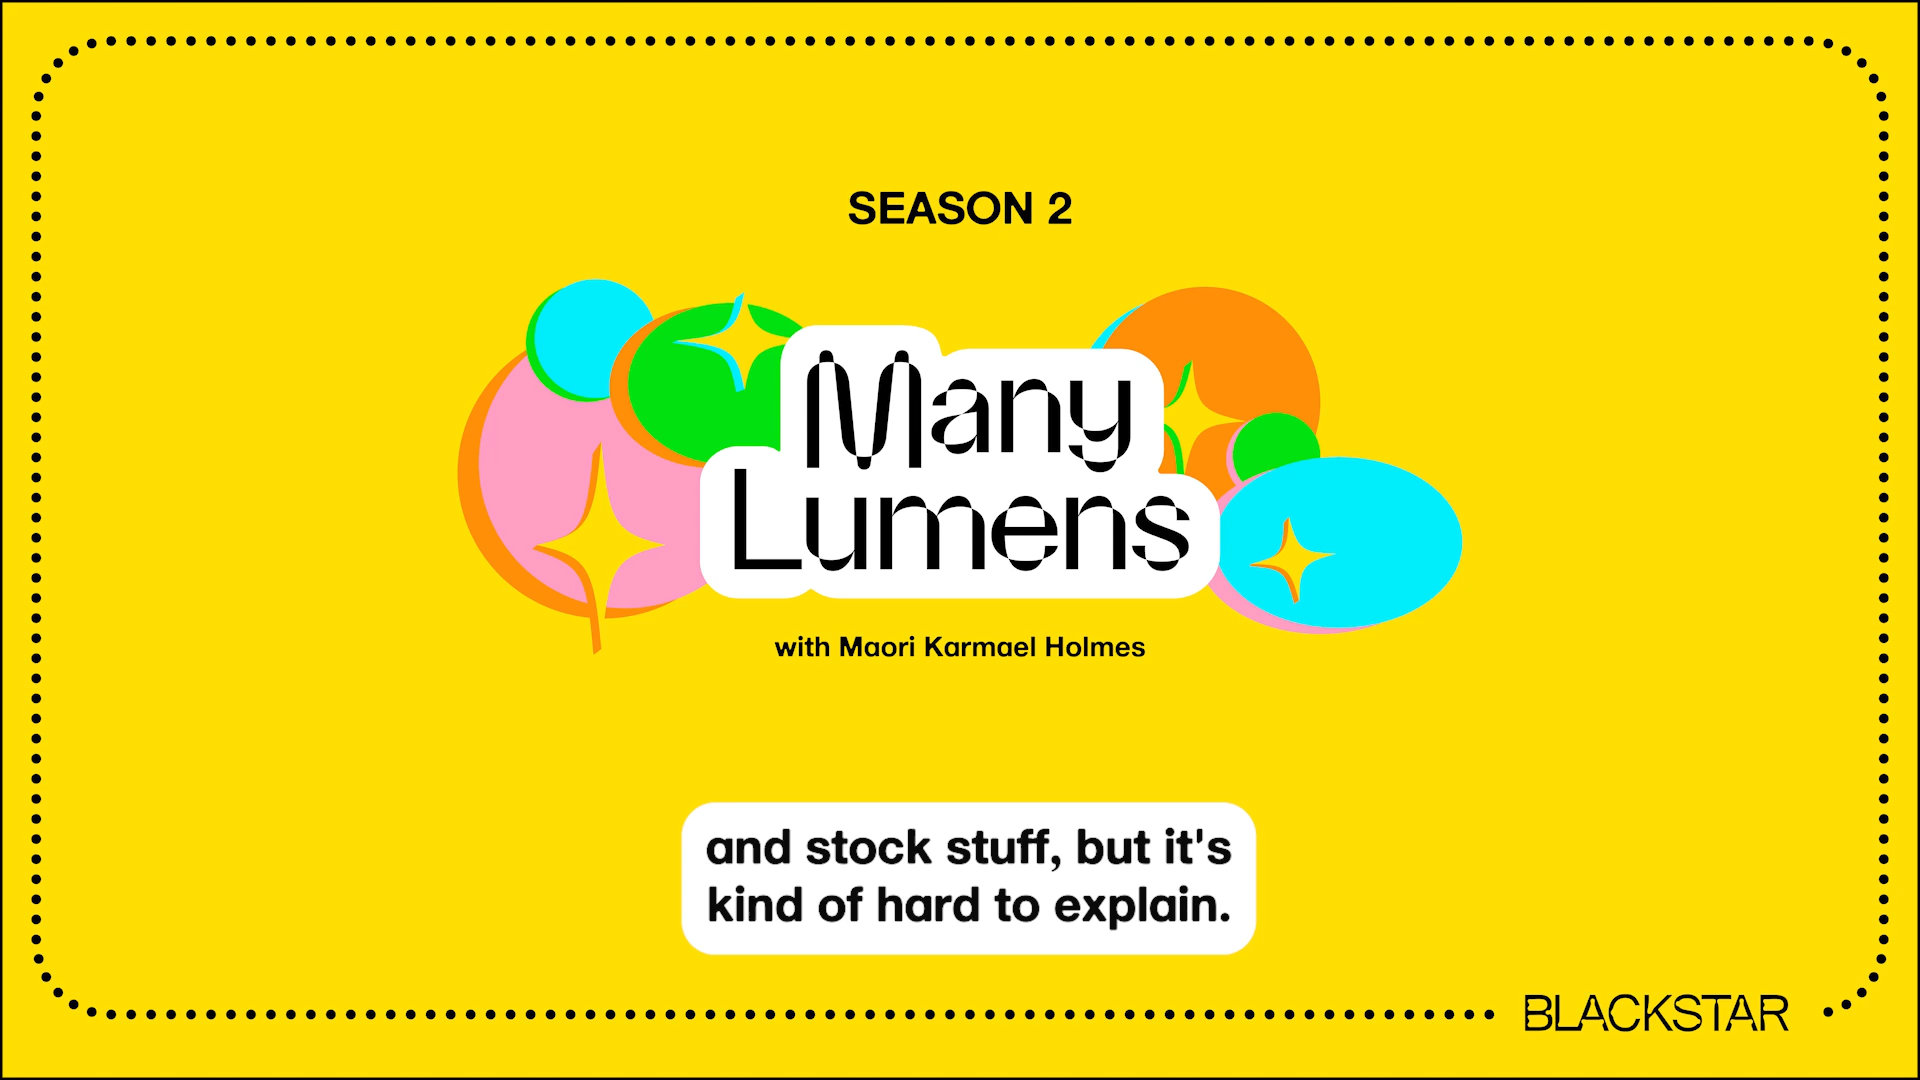 SEASON 2
Many
Lumens
with Maori Karmael Holmes
and stock stuff, but it's
kind of hard to explain.
BLACKSTAR